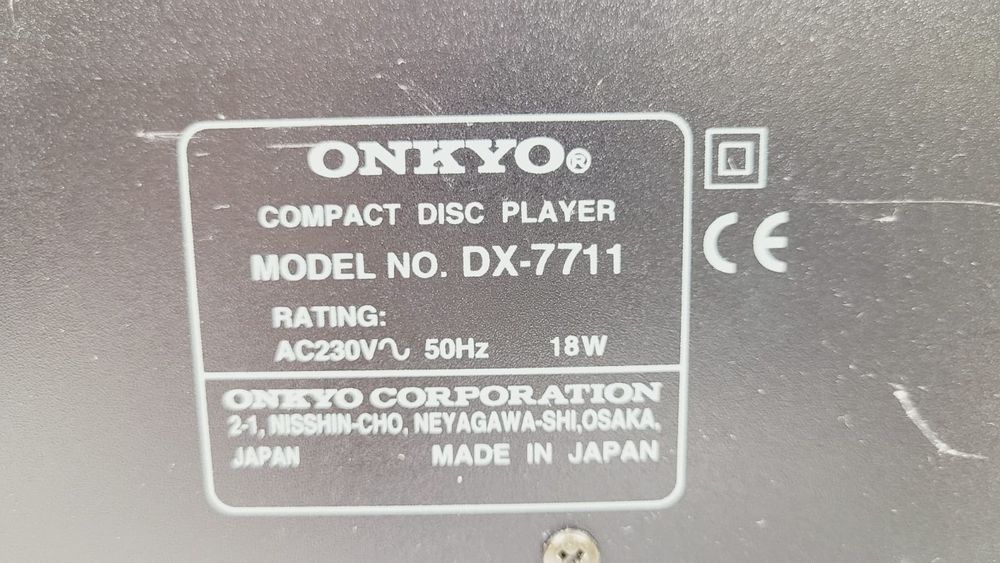 ONKYO®
COMPACT DISC PLAYER
MODEL NO. DX-7711
RATING:
AC230V∿ 50Hz 18W
ONKYO CORPORATION
2-1, NISSHIN-CHO, NEYAGAWA-SHI,OSAKA,
JAPAN MADE IN JAPAN
CE